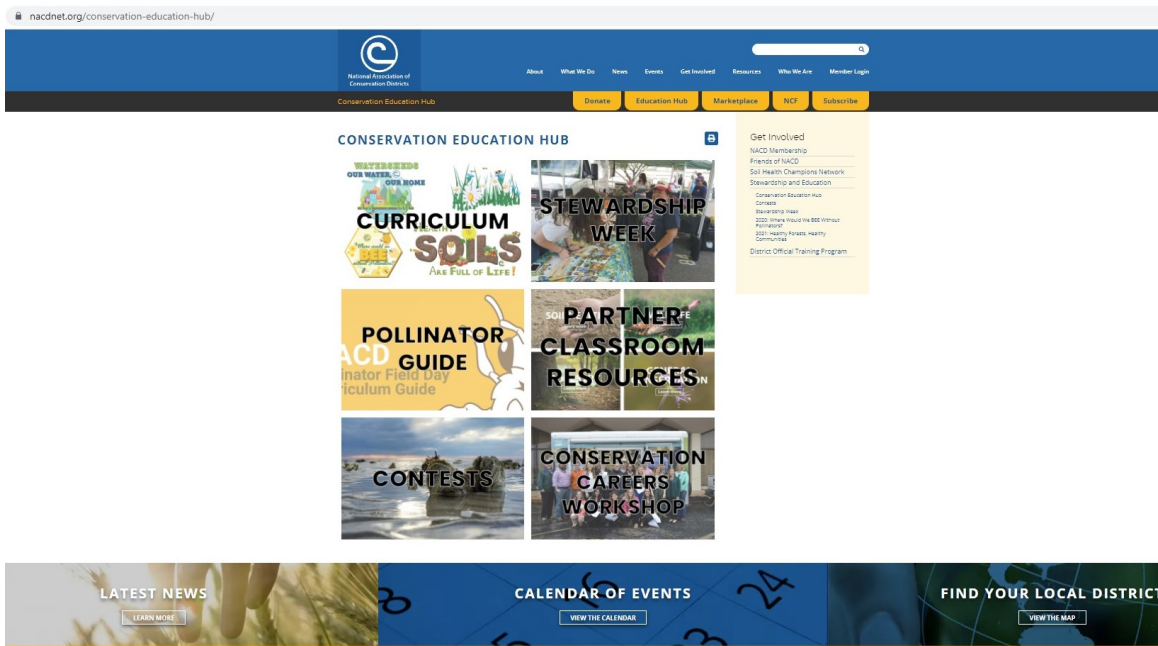 nacdnet.org/conservation-education-hub/
National Association of
Conservation Districts
About What We Do News Events Get Involved Resources Who We Are Member Login
Conservation Education Hub
Donate Education Hub Marketplace NCF Subscribe
CONSERVATION EDUCATION HUB
WATERSHEDS
OUR WATER,
OUR HOME
CURRICULUM
SOILS
ARE FULL OF LIFE!
BEE
STEWARDSHIP
WEEK
POLLINATOR
GUIDE
ACD
inator Field Day
riculum Guide
PARTNER
CLASSROOM
RESOURCES
CONTESTS
CONSERVATION
CAREERS
WORKSHOP
Get Involved
NACD Membership
Friends of NACD
Soil Health Champions Network
Stewardship and Education
Conservation Education Hub
Contests
Stewardship Week
2020: Where Would We BEE Without
Pollinators?
2021: Healthy Forests, Healthy
Communities
District Official Training Program
LATEST NEWS
LEARN MORE
CALENDAR OF EVENTS
VIEW THE CALENDAR
FIND YOUR LOCAL DISTRICT
VIEW THE MAP